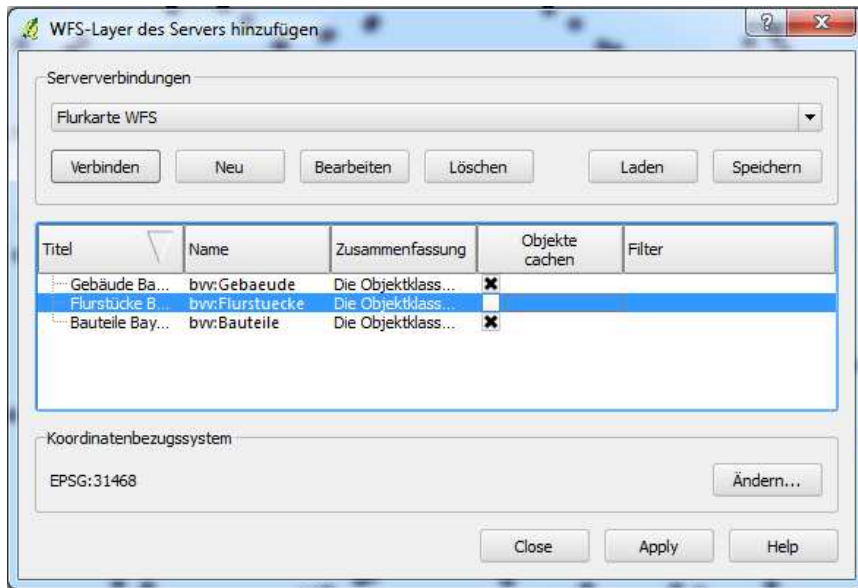 WFS-Layer des Servers hinzufügen
Serververbindungen
Flurkarte WFS
Verbinden Neu Bearbeiten Löschen Laden Speichern
Titel Name Zusammenfassung Objekte cachen Filter
Gebäude Ba... bvv:Gebaeude Die Objektklass...
Flurstücke B... bvv:Flurstuecke Die Objektklass...
Bauteile Bay... bvv:Bauteile Die Objektklass...
Koordinatenbezugssystem
EPSG:31468 Ändern...
Close Apply Help